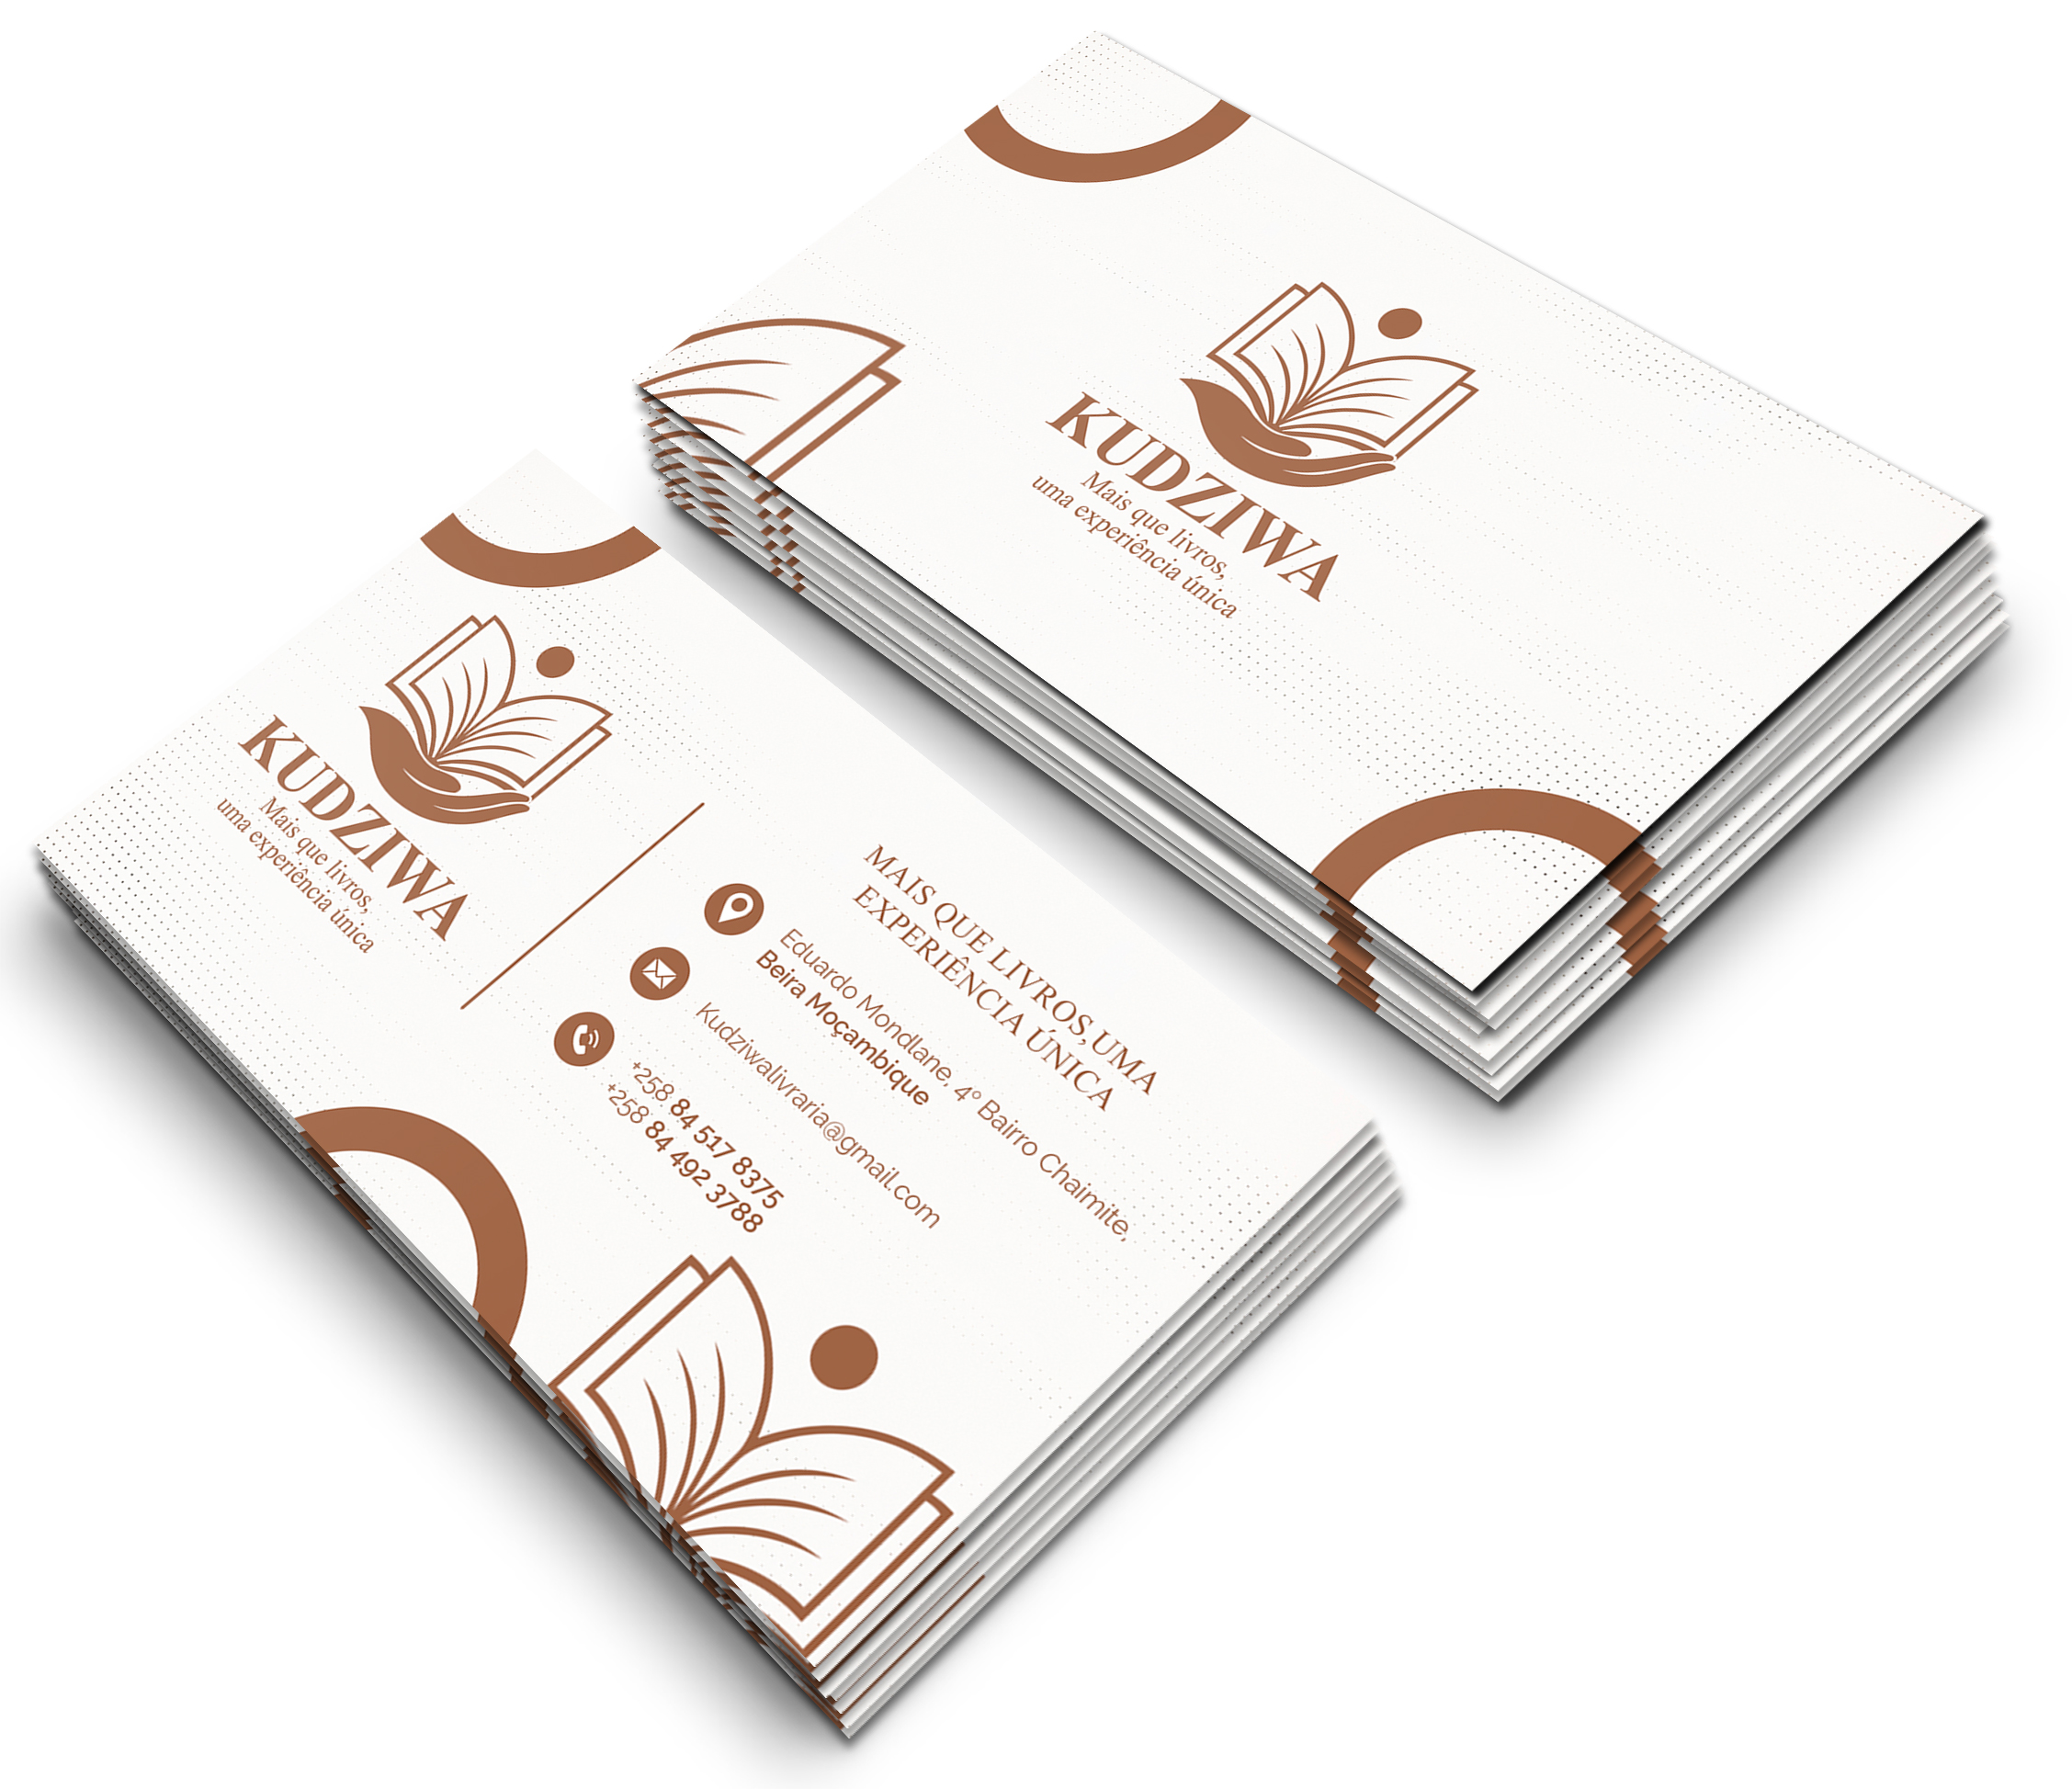 KUDZIWA
Mais que livros,
uma experiência única
KUDZIWA
Mais que livros,
uma experiência única
MAIS QUE LIVROS,UMA
EXPERIÊNCIA ÚNICA
Eduardo Mondlane, 4º Bairro Chaimite,
Beira Moçambique
Kudziwalivraria@gmail.com
+258 84 517 8375
+258 84 492 3788